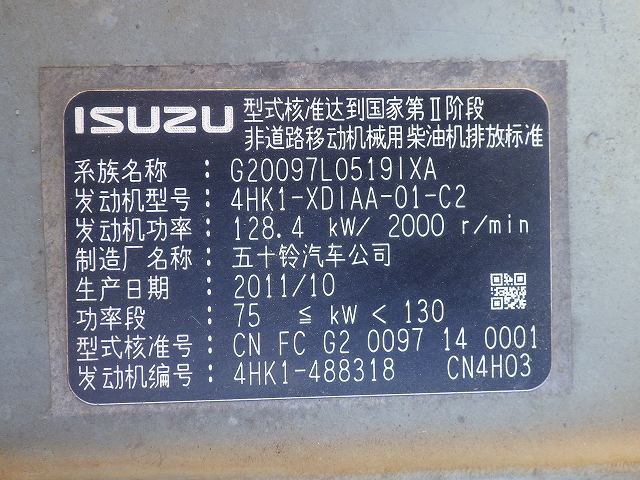 ISUZU 型式核准达到国家第Ⅱ阶段
非道路移动机械用柴油机排放标准
系族名称 : G20097L0519IXA
发动机型号 : 4HK1-XDIAA-01-C2
发动机功率 : 128.4 kW/ 2000 r/min
制造厂名称 : 五十铃汽车公司
生产日期 : 2011/10
功率段 : 75 ≦ kW < 130
型式核准号 : CN FC G2 0097 14 0001
发动机编号 : 4HK1-488318 CN4H03